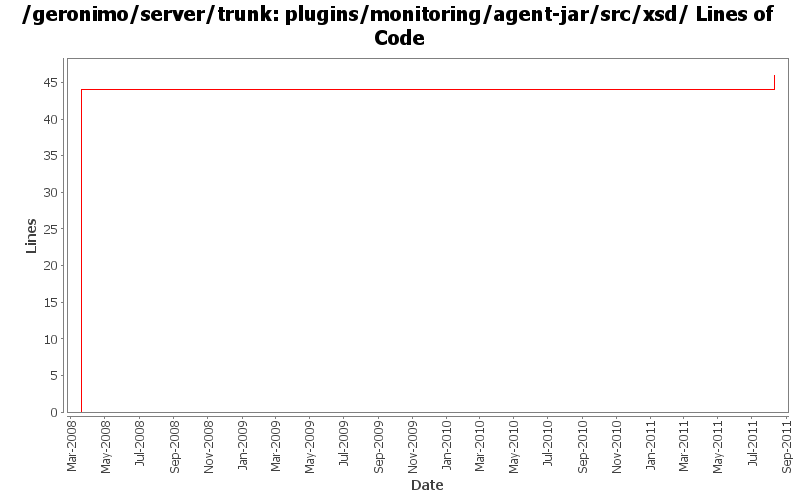 /geronimo/server/trunk: plugins/monitoring/agent-jar/src/xsd/ Lines of
Code
45
40
35
30
25
20
15
10
5
0
Lines
Mar-2008
May-2008
Jul-2008
Sep-2008
Nov-2008
Jan-2009
Mar-2009
May-2009
Jul-2009
Sep-2009
Nov-2009
Jan-2010
Mar-2010
May-2010
Jul-2010
Sep-2010
Nov-2010
Jan-2011
Mar-2011
May-2011
Jul-2011
Sep-2011
Date